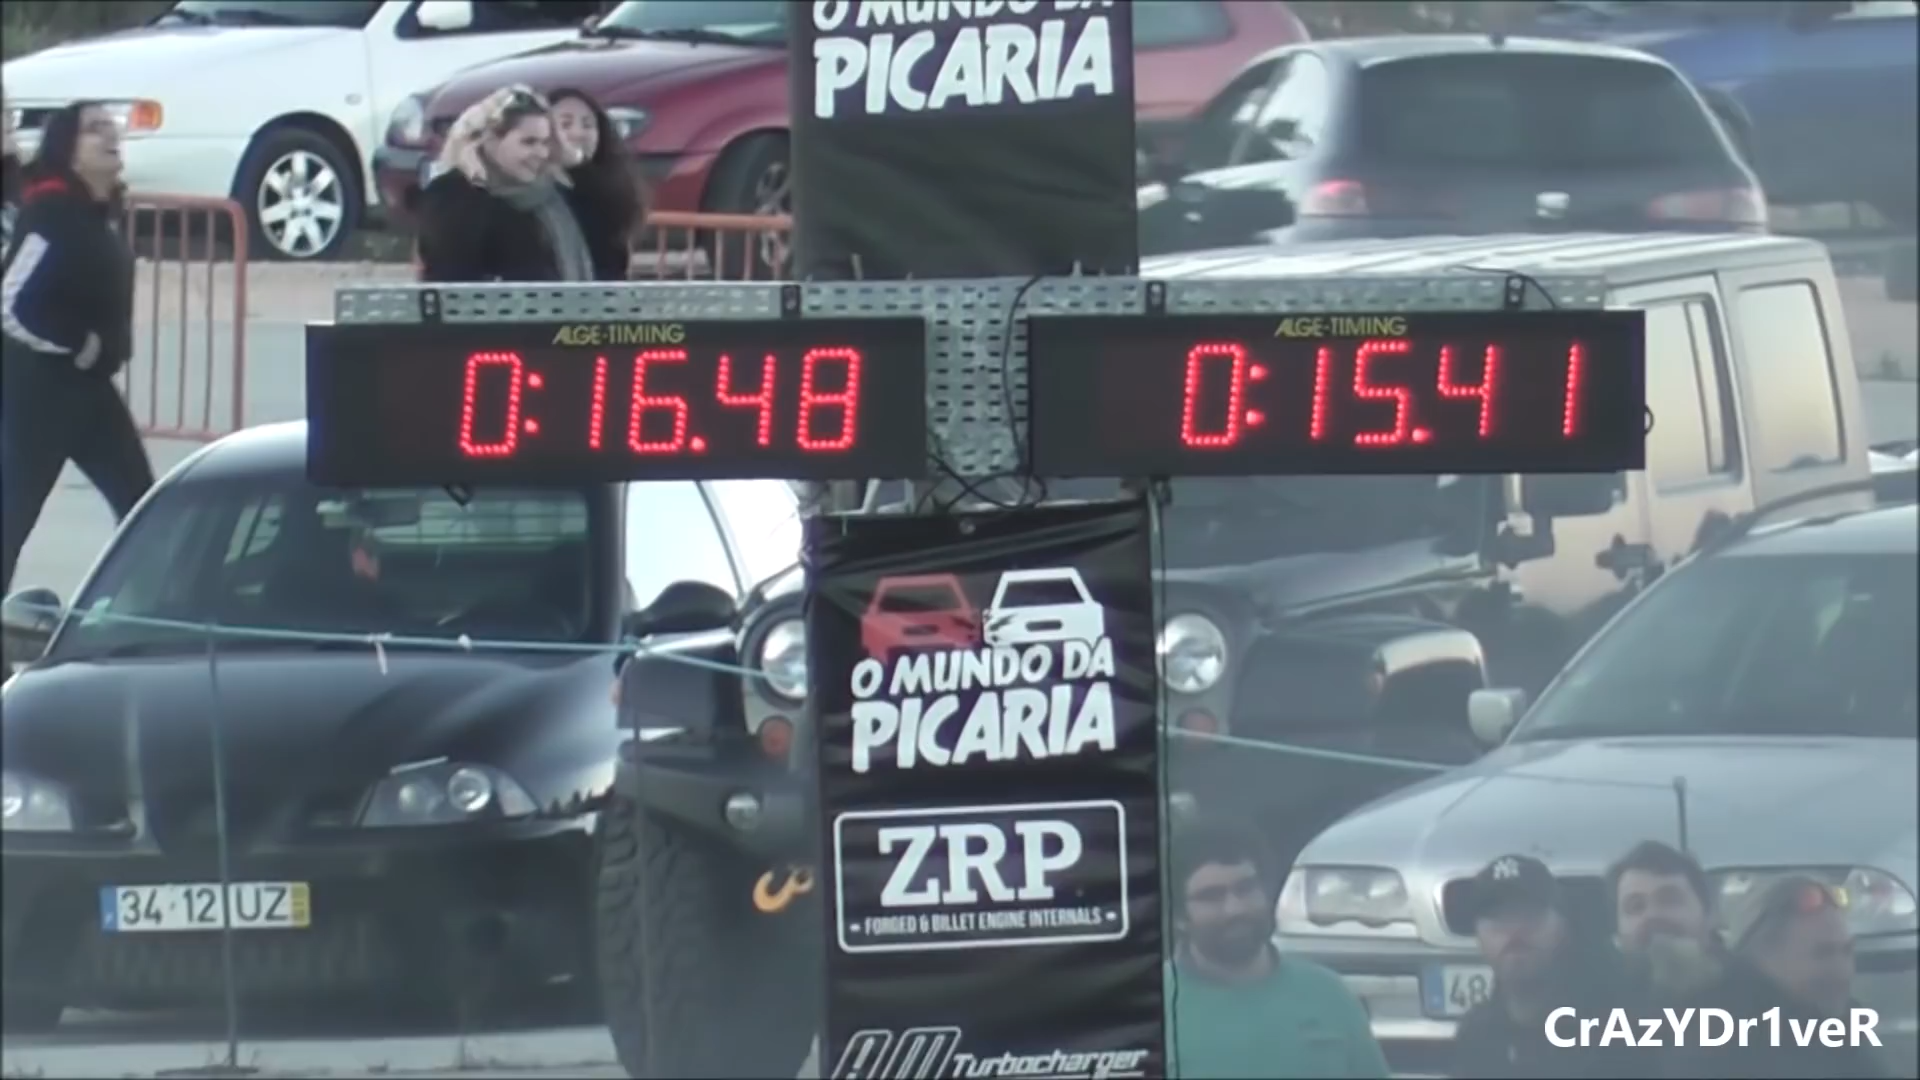 O MUNDO DA
PICARIA
ALGE-TIMING
0:16.48
ALGE-TIMING
0:15.41
O MUNDO DA
PICARIA
ZRP
- FORGED & BILLET ENGINE INTERNALS -
34·12 UZ
48
Turbocharger
CrAzYDr1veR